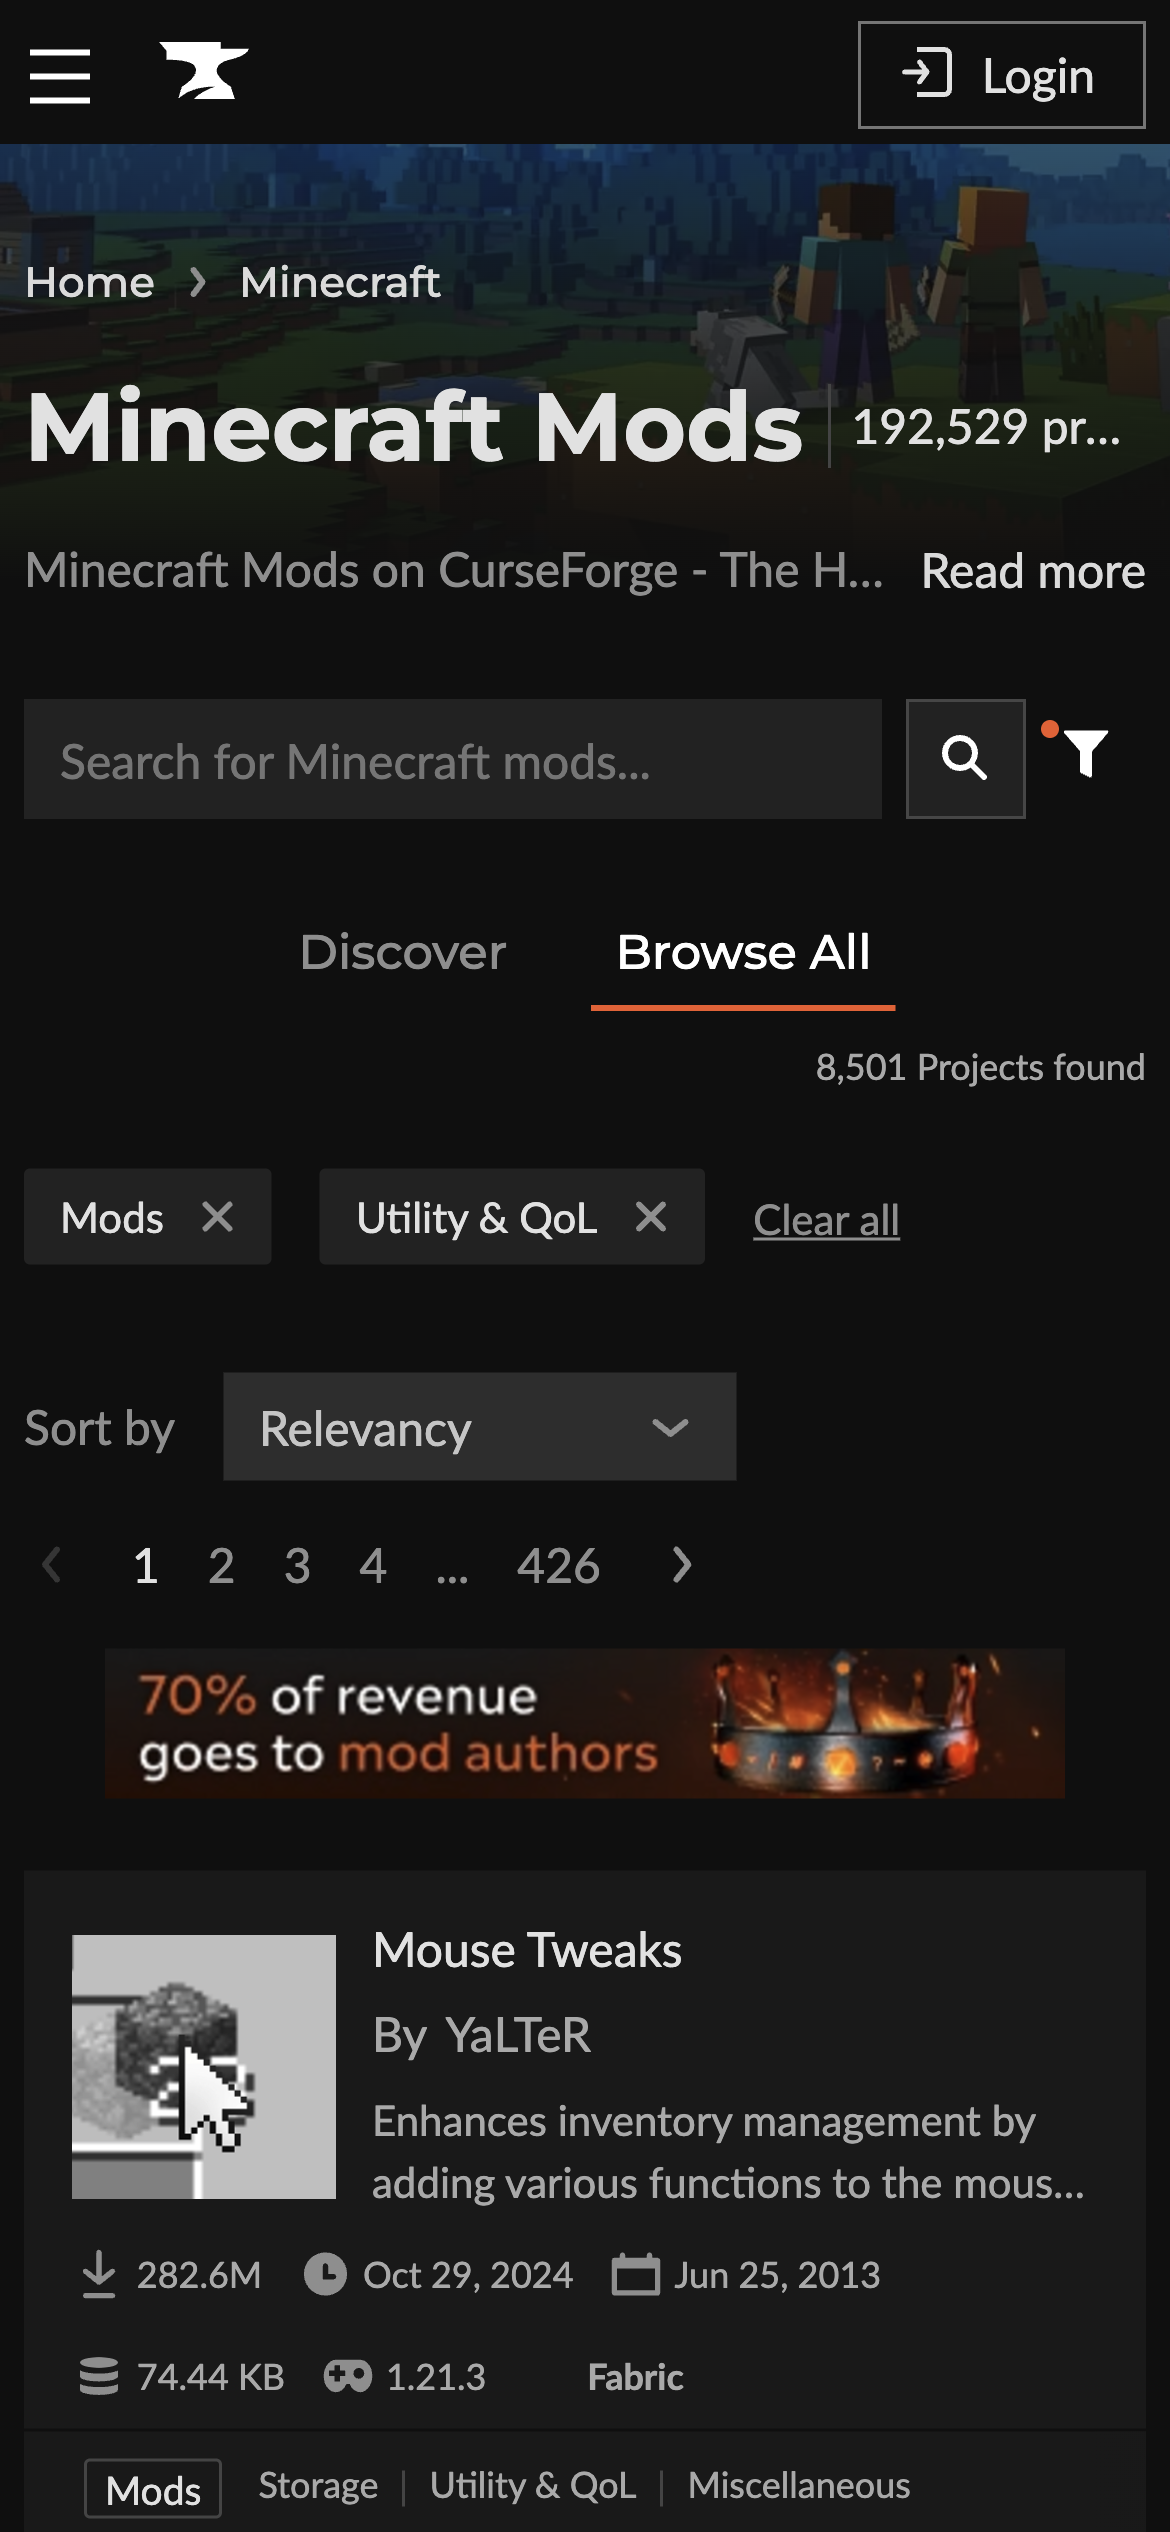 Login
Home
Minecraft
Minecraft Mods
192,529 pr...
Minecraft Mods on CurseForge - The H...
Read more
Search for Minecraft mods...
Discover
Browse All
8,501 Projects found
Mods
Utility & QoL
Clear all
Sort by
Relevancy
1 2 3 4 ... 426
70% of revenue
goes to mod authors
Mouse Tweaks
By YaLTeR
Enhances inventory management by
adding various functions to the mous...
282.6M
Oct 29, 2024
Jun 25, 2013
74.44 KB
1.21.3
Fabric
Mods
Storage
Utility & QoL
Miscellaneous